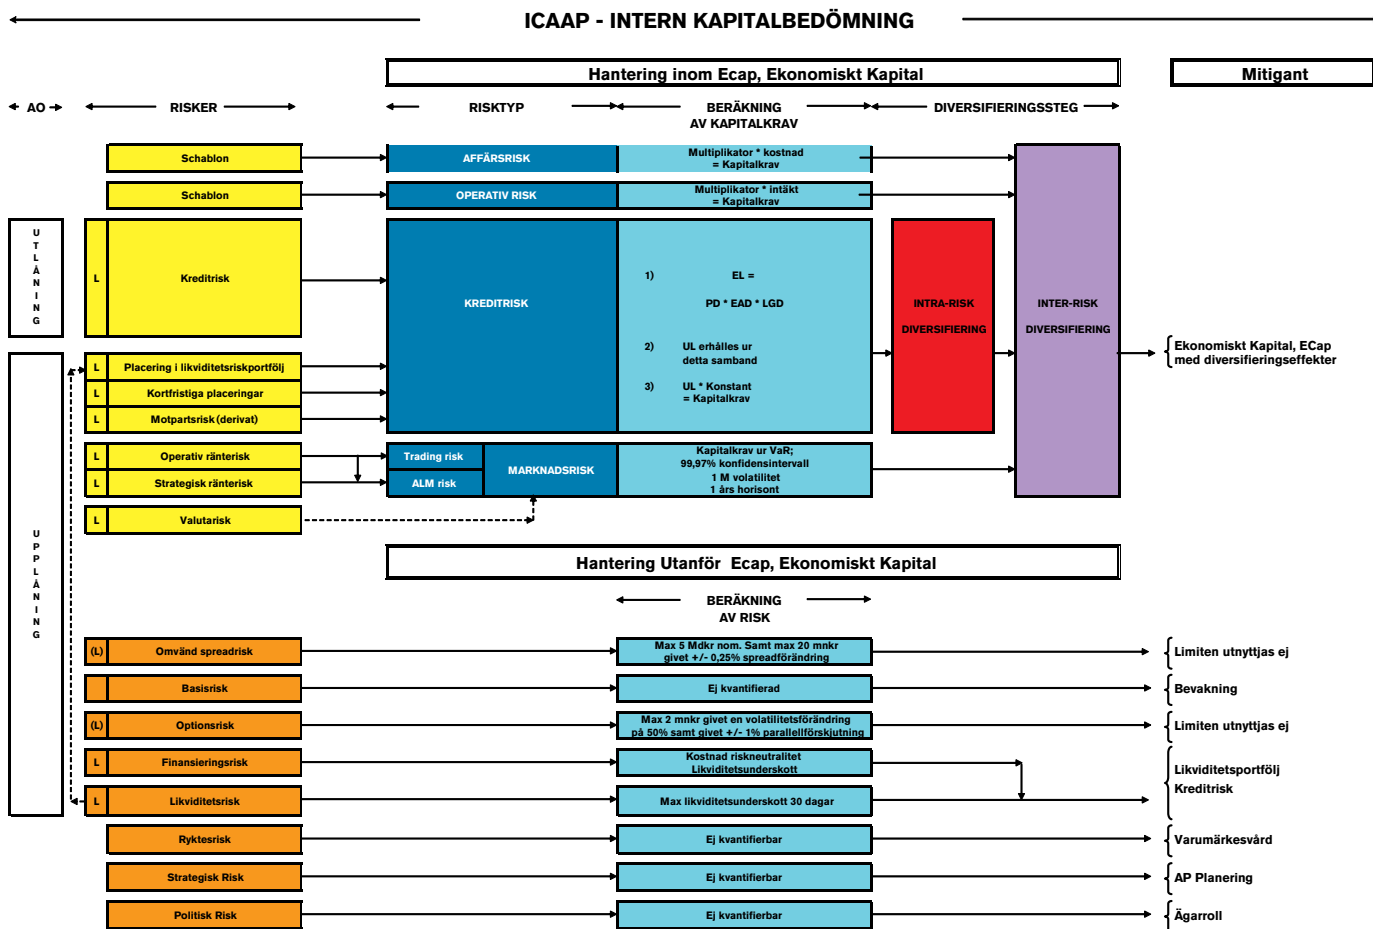 ICAAP - INTERN KAPITALBEDÖMNING
Hantering inom Ecap, Ekonomiskt Kapital
Mitigant
AO
RISKER
RISKTYP
BERÄKNING
AV KAPITALKRAV
DIVERSIFIERINGSSTEG
Schablon
AFFÄRSRISK
Multiplikator * kostnad
= Kapitalkrav
Schablon
OPERATIV RISK
Multiplikator * intäkt
= Kapitalkrav
UTLÅNING
L
Kreditrisk
KREDITRISK
1) EL =
PD * EAD * LGD
2) UL erhålles ur
detta samband
3) UL * Konstant
= Kapitalkrav
INTRA-RISK
DIVERSIFIERING
INTER-RISK
DIVERSIFIERING
Ekonomiskt Kapital, ECap
med diversifieringseffekter
UPPLÅNING
L Placering i likviditetsriskportfölj
L Kortfristiga placeringar
L Motpartsrisk (derivat)
L Operativ ränterisk
Trading risk
L Strategisk ränterisk
ALM risk
MARKNADSRISK
Kapitalkrav ur VaR;
99,97% konfidensintervall
1 M volatilitet
1 års horisont
L Valutarisk
Hantering Utanför Ecap, Ekonomiskt Kapital
BERÄKNING
AV RISK
(L) Omvänd spreadrisk
Max 5 Mdkr nom. Samt max 20 mnkr
givet +/- 0,25% spreadförändring
Limiten utnyttjas ej
Basisrisk
Ej kvantifierad
Bevakning
(L) Optionsrisk
Max 2 mnkr givet en volatilitetsförändring
på 50% samt givet +/- 1% parallellförskjutning
Limiten utnyttjas ej
L Finansieringsrisk
Kostnad riskneutralitet
Likviditetsunderskott
Likviditetsportfölj
Kreditrisk
L Likviditetsrisk
Max likviditetsunderskott 30 dagar
Ryktesrisk
Ej kvantifierbar
Varumärkesvård
Strategisk Risk
Ej kvantifierbar
AP Planering
Politisk Risk
Ej kvantifierbar
Ägarroll